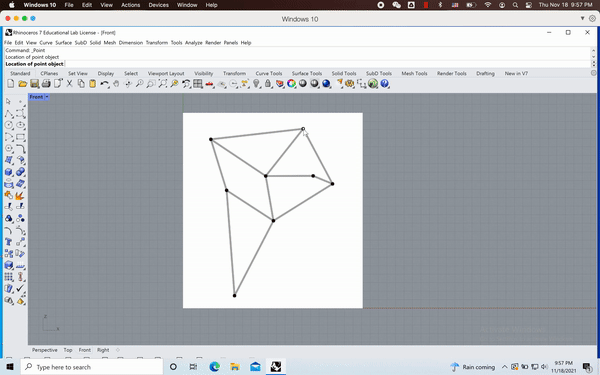 Windows 10 File Edit View Actions Devices Window Help
Thu Nov 18 9:57 PM
Windows 10
Rhinoceros 7 Educational Lab License - [Front]
File Edit View Curve Surface SubD Solid Mesh Dimension Transform Tools Analyze Render Panels Help
Command: _Point
Location of point object
Location of point object:
Standard CPlanes Set View Display Select Viewport Layout Visibility Transform Curve Tools Surface Tools Solid Tools SubD Tools Mesh Tools Render Tools Drafting New in V7
Front
z
x
Perspective Top Front Right
Type here to search
Rain coming
9:57 PM
11/18/2021